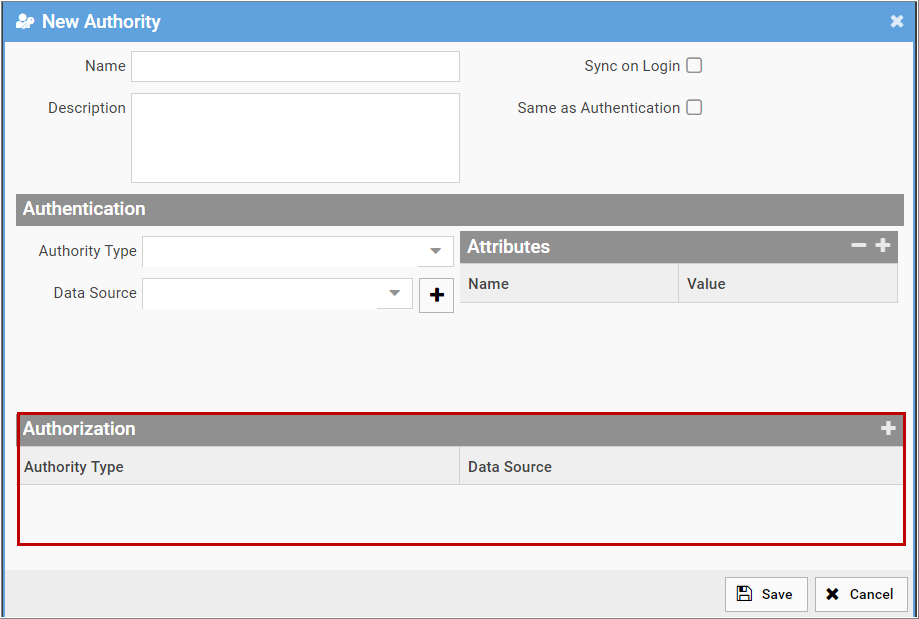 New Authority
Name
Sync on Login
Description
Same as Authentication
Authentication
Authority Type
Data Source
Attributes
Name Value
Authorization
Authority Type Data Source
Save Cancel